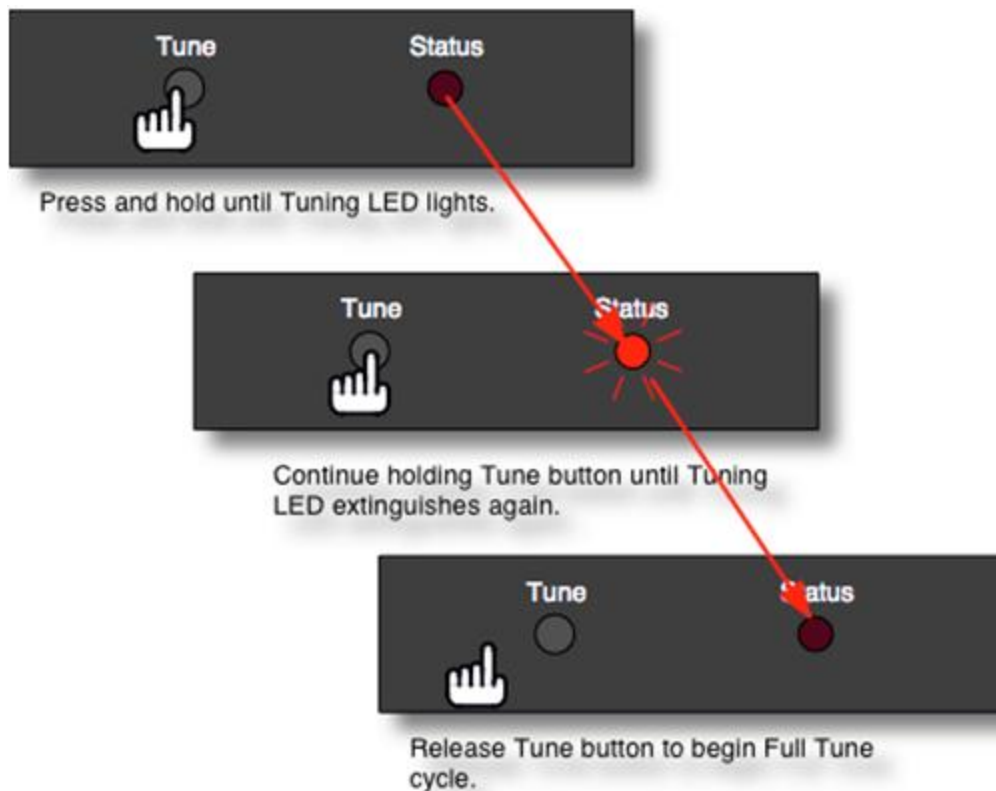 Tune Status
Press and hold until Tuning LED lights.
Tune Status
Continue holding Tune button until Tuning
LED extinguishes again.
Tune Status
Release Tune button to begin Full Tune
cycle.